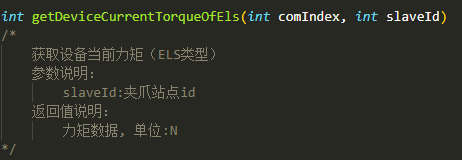 int getDeviceCurrentTorqueOfEls(int comIndex, int slaveId)
/*
获取设备当前力矩（ELS类型）
参数说明：
slaveId:夹爪站点id
返回值说明：
力矩数据，单位:N
*/